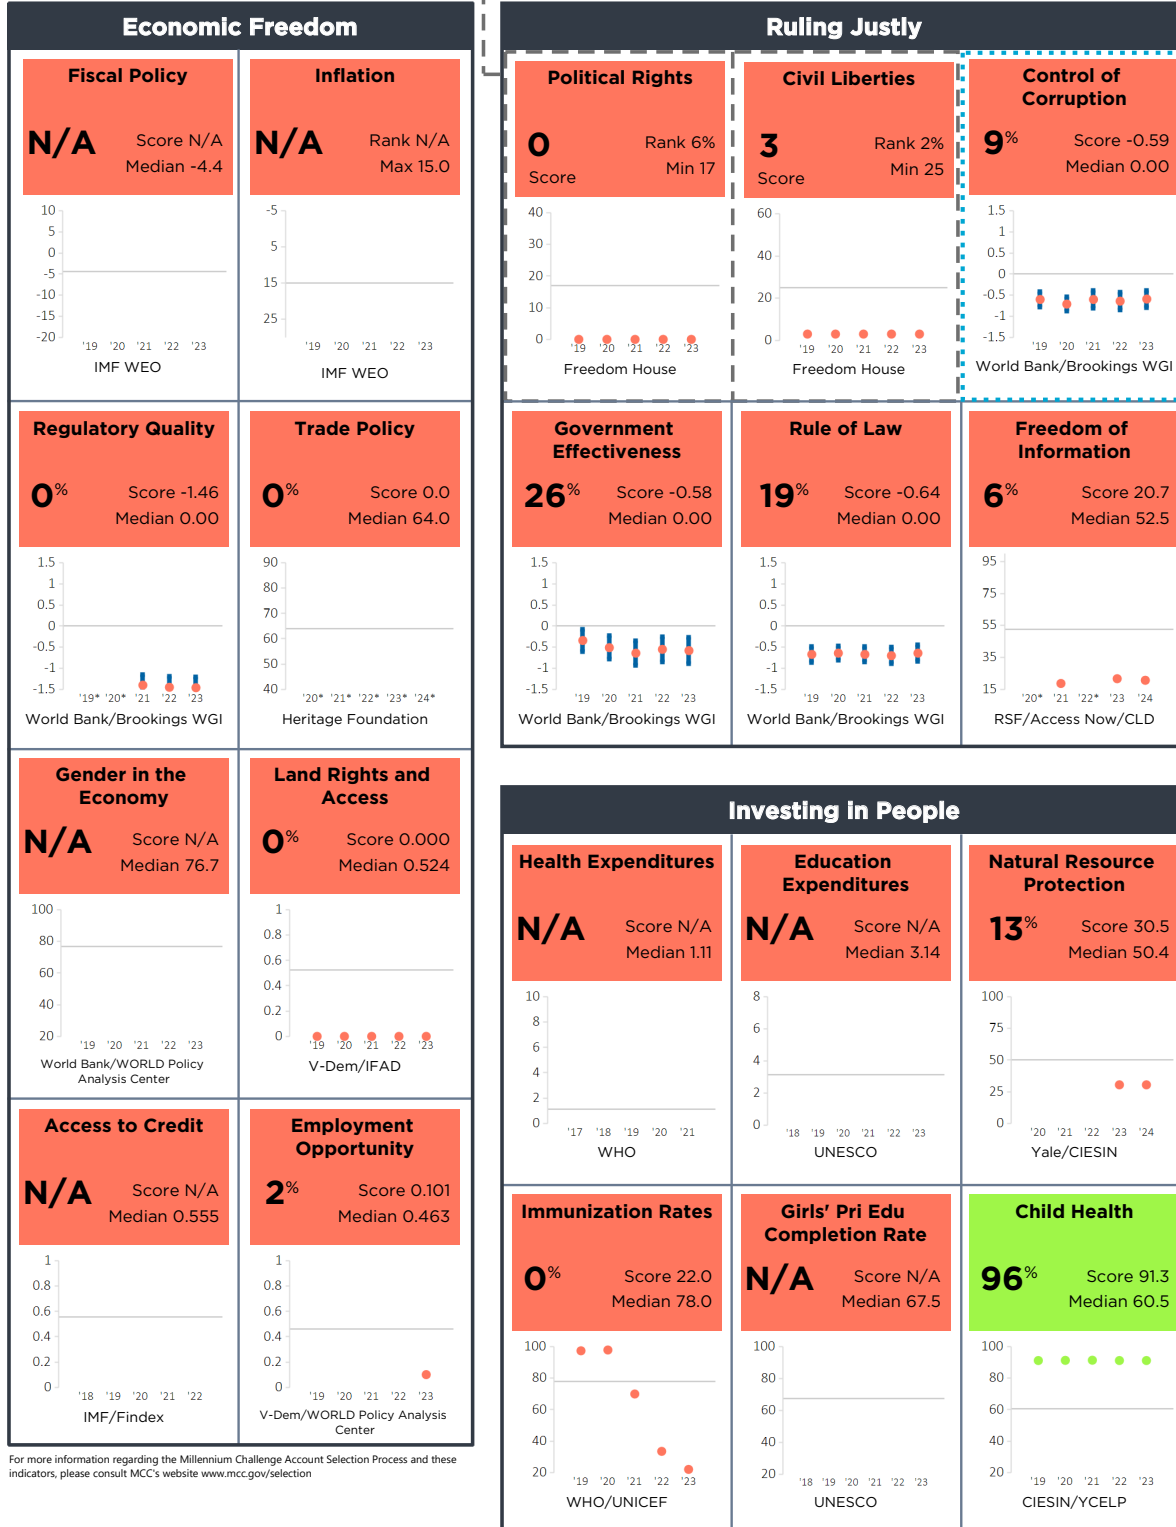 Economic Freedom
Fiscal Policy
N/A
Score N/A
Median -4.4
10
5
0
-5
-10
-15
-20
'19 '20 '21 '22 '23
IMF WEO
Inflation
N/A
Rank N/A
Max 15.0
-5
5
15
25
'19 '20 '21 '22 '23
IMF WEO
Regulatory Quality
0%
Score -1.46
Median 0.00
1.5
1
0.5
0
-0.5
-1
-1.5
'19* '20* '21 '22 '23
World Bank/Brookings WGI
Trade Policy
0%
Score 0.0
Median 64.0
90
80
70
60
50
40
'20* '21* '22* '23* '24*
Heritage Foundation
Gender in the
Economy
N/A
Score N/A
Median 76.7
100
80
60
40
20
'19 '20 '21 '22 '23
World Bank/WORLD Policy
Analysis Center
Land Rights and
Access
0%
Score 0.000
Median 0.524
1
0.8
0.6
0.4
0.2
0
'19 '20 '21 '22 '23
V-Dem/IFAD
Access to Credit
N/A
Score N/A
Median 0.555
1
0.8
0.6
0.4
0.2
0
'18 '19 '20 '21 '22
IMF/Findex
Employment
Opportunity
2%
Score 0.101
Median 0.463
1
0.8
0.6
0.4
0.2
0
'19 '20 '21 '22 '23
V-Dem/WORLD Policy Analysis
Center
For more information regarding the Millennium Challenge Account Selection Process and these
indicators, please consult MCC's website www.mcc.gov/selection
Ruling Justly
Political Rights
0
Score
Rank 6%
Min 17
40
30
20
10
0
'19 '20 '21 '22 '23
Freedom House
Civil Liberties
3
Score
Rank 2%
Min 25
60
40
20
0
'19 '20 '21 '22 '23
Freedom House
Control of
Corruption
9%
Score -0.59
Median 0.00
1.5
1
0.5
0
-0.5
-1
-1.5
'19 '20 '21 '22 '23
World Bank/Brookings WGI
Government
Effectiveness
26%
Score -0.58
Median 0.00
1.5
1
0.5
0
-0.5
-1
-1.5
'19 '20 '21 '22 '23
World Bank/Brookings WGI
Rule of Law
19%
Score -0.64
Median 0.00
1.5
1
0.5
0
-0.5
-1
-1.5
'19 '20 '21 '22 '23
World Bank/Brookings WGI
Freedom of
Information
6%
Score 20.7
Median 52.5
95
75
55
35
15
'20* '21 '22* '23 '24
RSF/Access Now/CLD
Investing in People
Health Expenditures
N/A
Score N/A
Median 1.11
10
8
6
4
2
0
'17 '18 '19 '20 '21
WHO
Education
Expenditures
N/A
Score N/A
Median 3.14
8
6
4
2
0
'18 '19 '20 '21 '22 '23
UNESCO
Natural Resource
Protection
13%
Score 30.5
Median 50.4
100
75
50
25
0
'20 '21 '22 '23 '24
Yale/CIESIN
Immunization Rates
0%
Score 22.0
Median 78.0
100
80
60
40
20
'19 '20 '21 '22 '23
WHO/UNICEF
Girls' Pri Edu
Completion Rate
N/A
Score N/A
Median 67.5
100
80
60
40
20
'18 '19 '20 '21 '22 '23
UNESCO
Child Health
96%
Score 91.3
Median 60.5
100
80
60
40
20
'19 '20 '21 '22 '23
CIESIN/YCELP